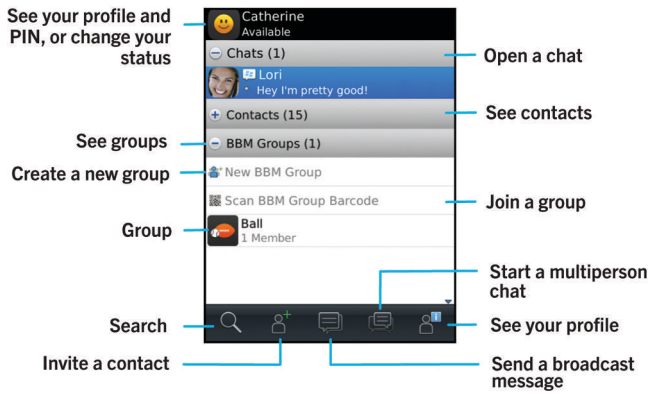 See your profile and
PIN, or change your
status
Catherine
Available
Chats (1)
Open a chat
Lori
Hey I'm pretty good!
Contacts (15)
See contacts
See groups
BBM Groups (1)
Create a new group
New BBM Group
Scan BBM Group Barcode
Join a group
Group
Ball
1 Member
Start a multiperson
chat
Search
See your profile
Invite a contact
Send a broadcast
message